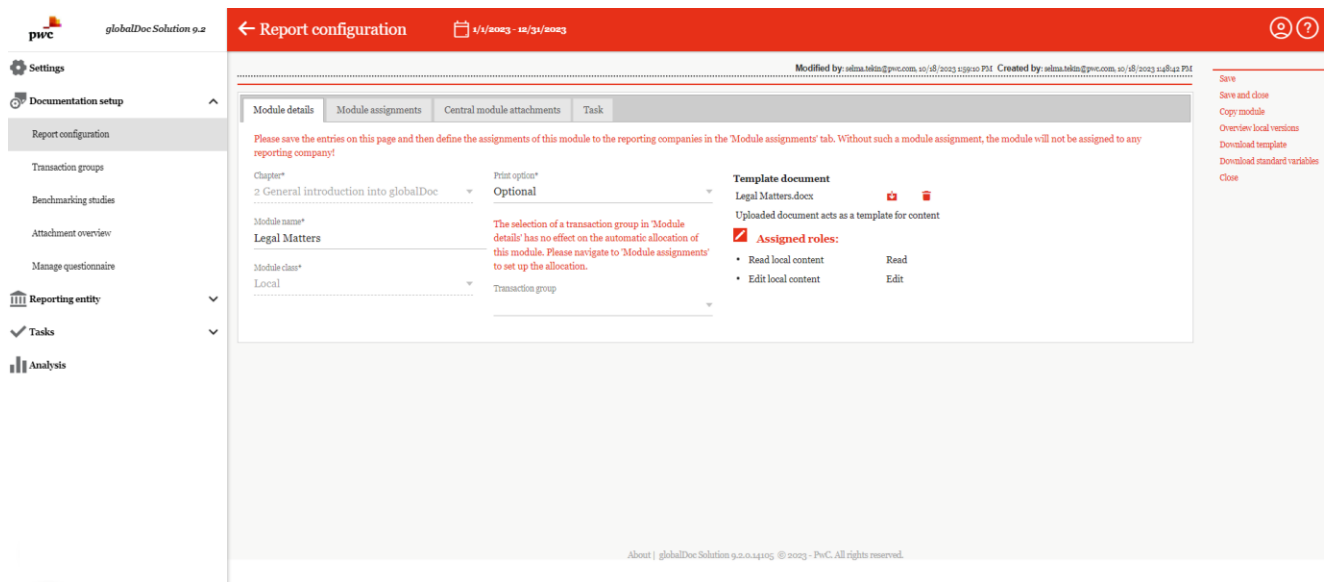 pwc
globalDoc Solution 9.2
Report configuration
1/1/2023 - 12/31/2023
Settings
Documentation setup
Report configuration
Transaction groups
Benchmarking studies
Attachment overview
Manage questionnaire
Reporting entity
Tasks
Analysis
Modified by: selma.tekin@pwc.com, 10/18/2023 1:59:10 PM Created by: selma.tekin@pwc.com, 10/18/2023 1:48:42 PM
Module details
Module assignments
Central module attachments
Task
Please save the entries on this page and then define the assignments of this module to the reporting companies in the 'Module assignments' tab. Without such a module assignment, the module will not be assigned to any
reporting company!
Chapter*
2 General introduction into globalDoc
Module name*
Legal Matters
Module class*
Local
Print option*
Optional
The selection of a transaction group in 'Module
details' has no effect on the automatic allocation of
this module. Please navigate to 'Module assignments'
to set up the allocation.
Transaction group
Template document
Legal Matters.docx
Uploaded document acts as a template for content
Assigned roles:
• Read local content Read
• Edit local content Edit
Save
Save and close
Copy module
Overview local versions
Download template
Download standard variables
Close
About | globalDoc Solution 9.2.0.14105 © 2023 - PwC. All rights reserved.